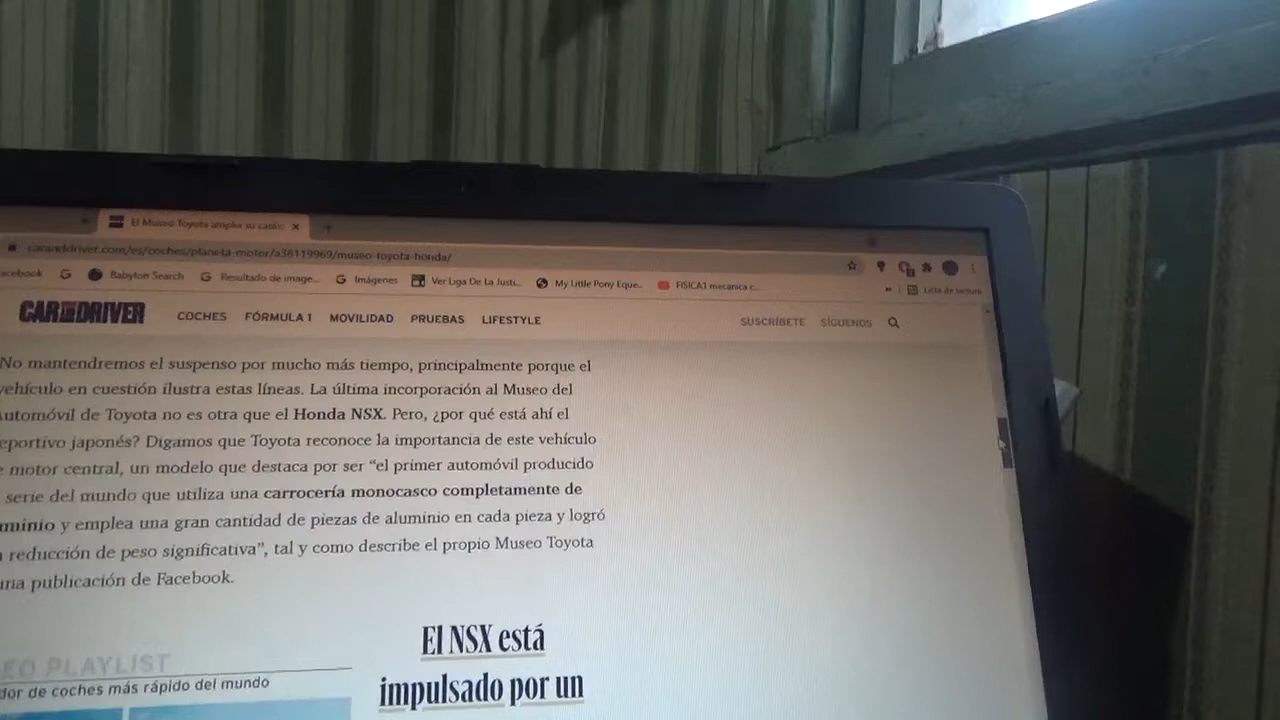 El Museo Toyota amplía su
caranddriver.com/es/coches/planeta-motor/a38119969/museo-toyota-honda/
acebook
Babylon Search
Resultado de image...
Imágenes
Ver Liga De La Justi...
My Little Pony Eque...
FISICA1 mecanica c...
Lista de lectura
CAR AND DRIVER
COCHES FÓRMULA 1 MOVILIDAD PRUEBAS LIFESTYLE
SUSCRÍBETE SÍGUENOS
No mantendremos el suspenso por mucho más tiempo, principalmente porque el
vehículo en cuestión ilustra estas líneas. La última incorporación al Museo del
utomóvil de Toyota no es otra que el Honda NSX. Pero, ¿por qué está ahí el
eportivo japonés? Digamos que Toyota reconoce la importancia de este vehículo
e motor central, un modelo que destaca por ser “el primer automóvil producido
serie del mundo que utiliza una carrocería monocasco completamente de
uminio y emplea una gran cantidad de piezas de aluminio en cada pieza y logró
reducción de peso significativa”, tal y como describe el propio Museo Toyota
una publicación de Facebook.
El NSX está
impulsado por un
EO PLAYLIST
dor de coches más rápido del mundo